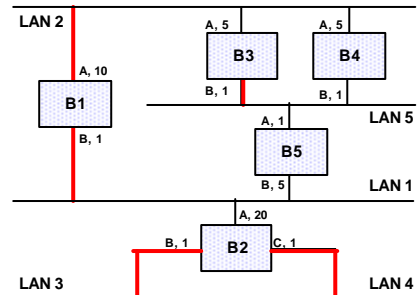 LAN 2
A, 5
A, 5
B3
B4
A, 10
B1
B, 1
B, 1
LAN 5
A, 1
B, 1
B5
B, 5
LAN 1
A, 20
B, 1
B2
C, 1
LAN 3
LAN 4